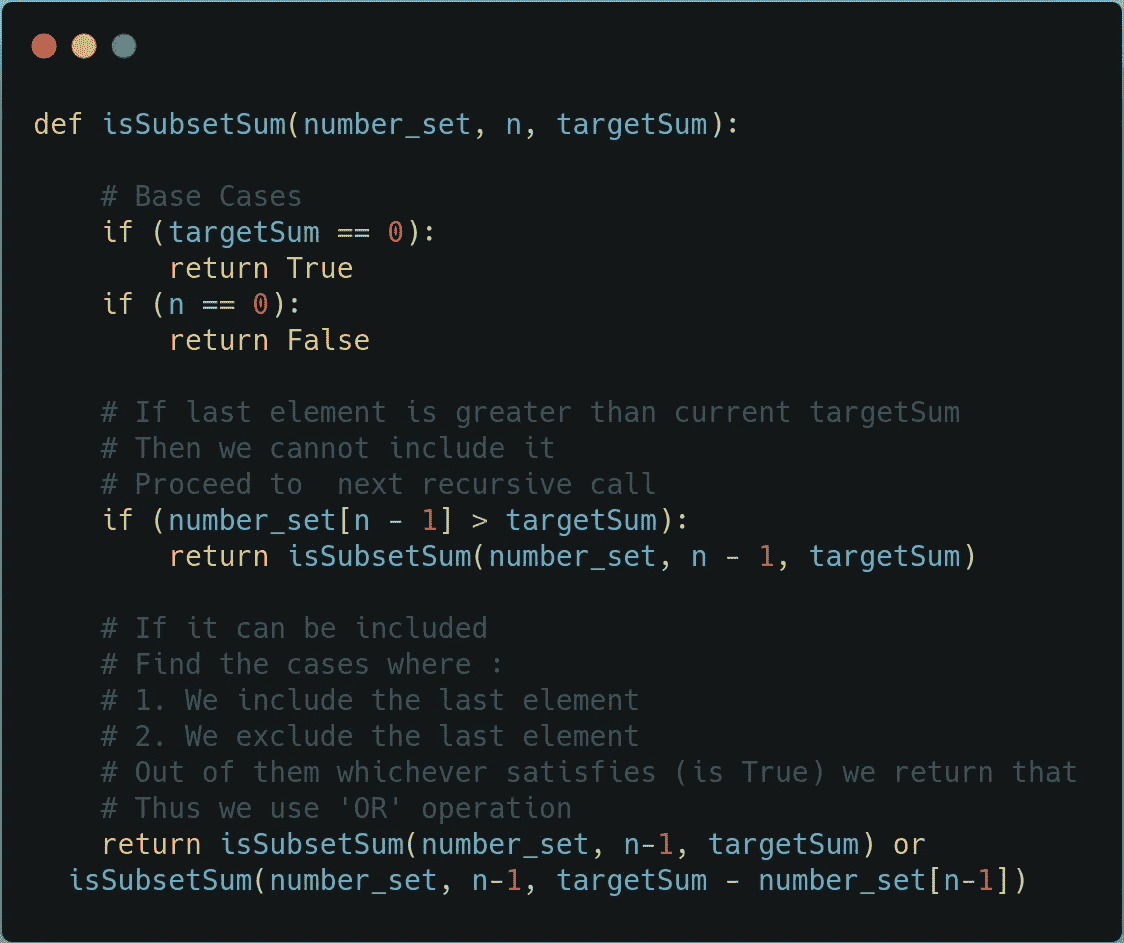 def isSubsetSum(number_set, n, targetSum):

    # Base Cases
    if (targetSum == 0):
        return True
    if (n == 0):
        return False

    # If last element is greater than current targetSum
    # Then we cannot include it
    # Proceed to  next recursive call
    if (number_set[n - 1] > targetSum):
        return isSubsetSum(number_set, n - 1, targetSum)

    # If it can be included
    # Find the cases where :
    # 1. We include the last element
    # 2. We exclude the last element
    # Out of them whichever satisfies (is True) we return that
    # Thus we use 'OR' operation
    return isSubsetSum(number_set, n-1, targetSum) or
  isSubsetSum(number_set, n-1, targetSum - number_set[n-1])